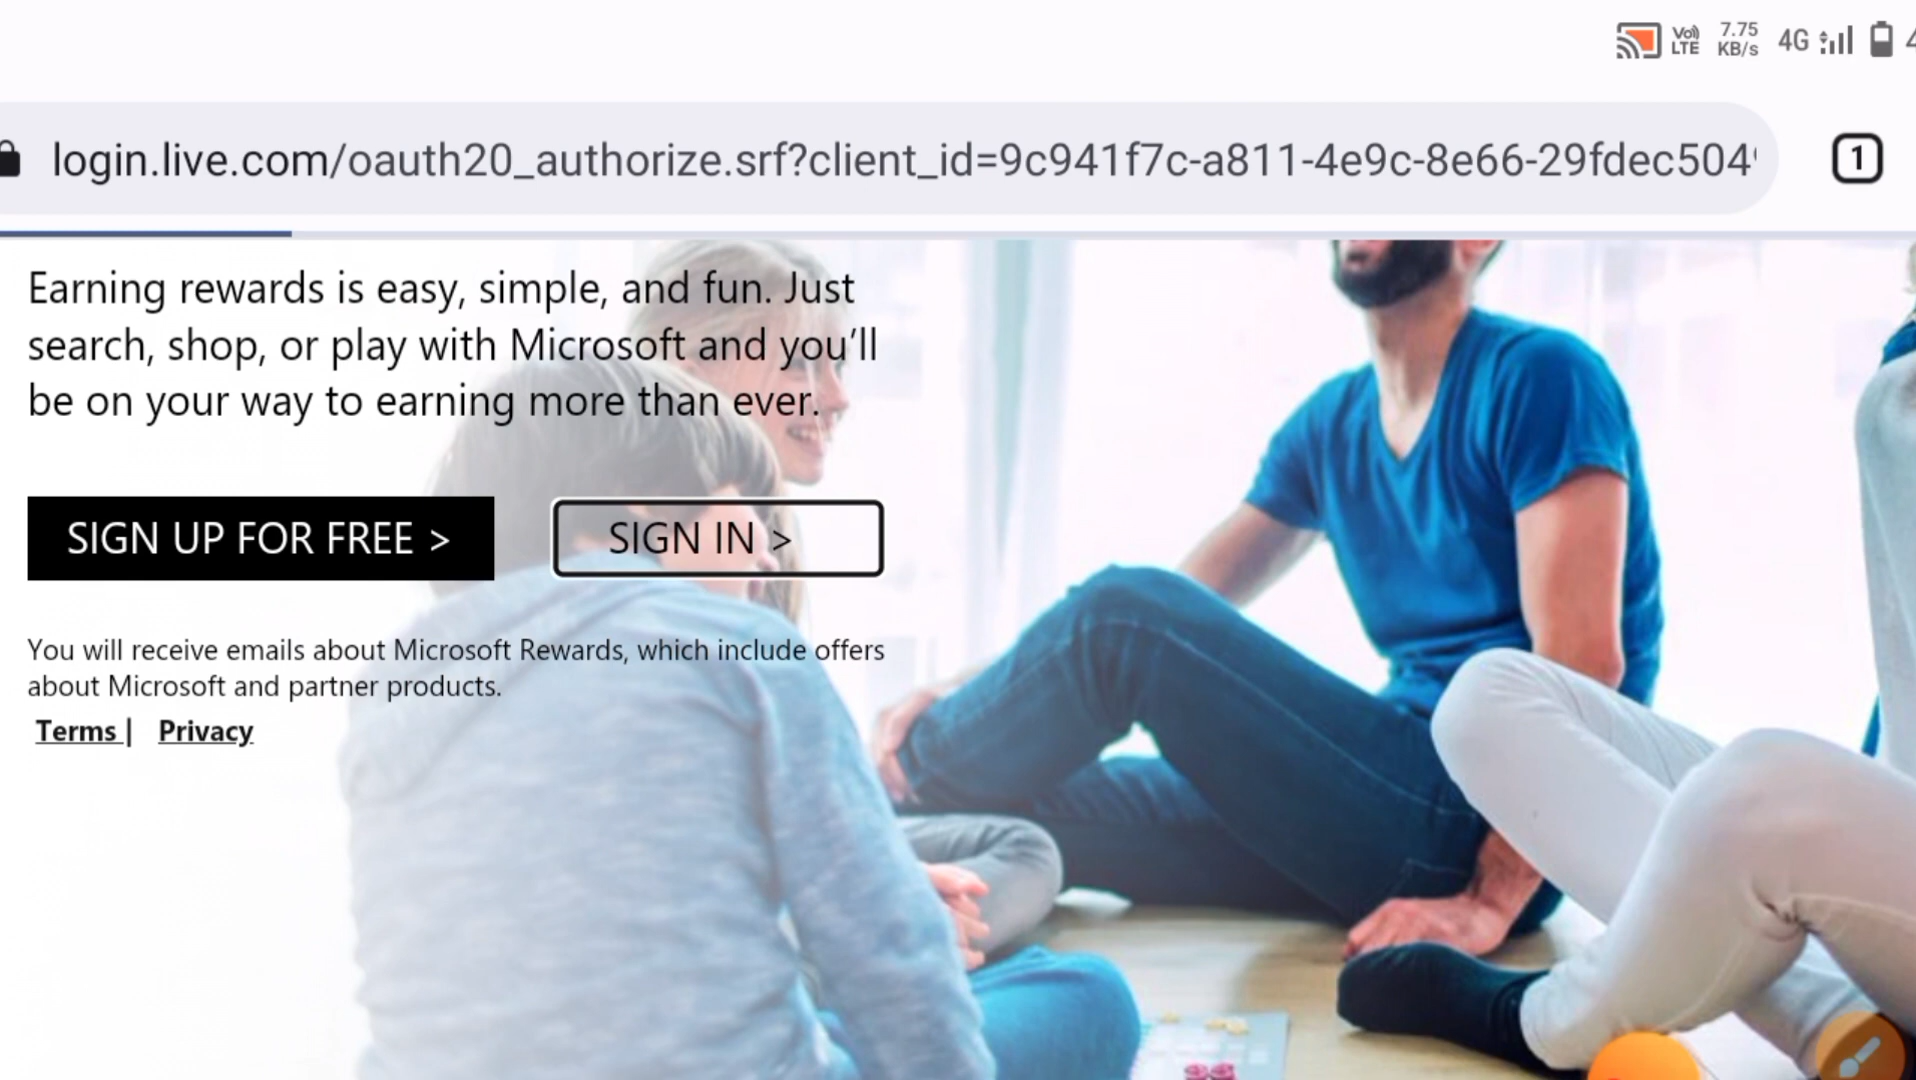 Vo)
LTE
7.75
KB/s
4G
login.live.com/oauth20_authorize.srf?client_id=9c941f7c-a811-4e9c-8e66-29fdec504
1
Earning rewards is easy, simple, and fun. Just
search, shop, or play with Microsoft and you’ll
be on your way to earning more than ever.
SIGN UP FOR FREE >
SIGN IN >
You will receive emails about Microsoft Rewards, which include offers
about Microsoft and partner products.
Terms | Privacy